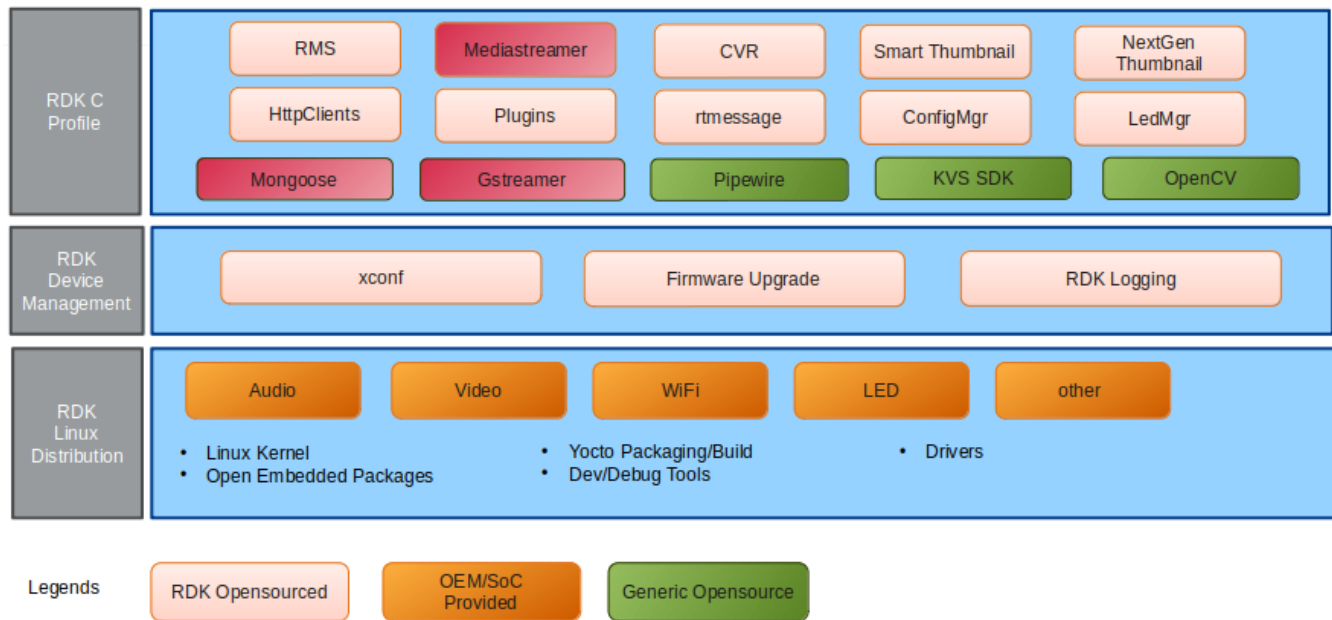 RDK C
Profile
RMS
Mediastreamer
CVR
Smart Thumbnail
NextGen
Thumbnail
HttpClients
Plugins
rtmessage
ConfigMgr
LedMgr
Mongoose
Gstreamer
Pipewire
KVS SDK
OpenCV
RDK
Device
Management
xconf
Firmware Upgrade
RDK Logging
RDK
Linux
Distribution
Audio
Video
WiFi
LED
other
• Linux Kernel
• Open Embedded Packages
• Yocto Packaging/Build
• Dev/Debug Tools
• Drivers
Legends
RDK Opensourced
OEM/SoC
Provided
Generic Opensource